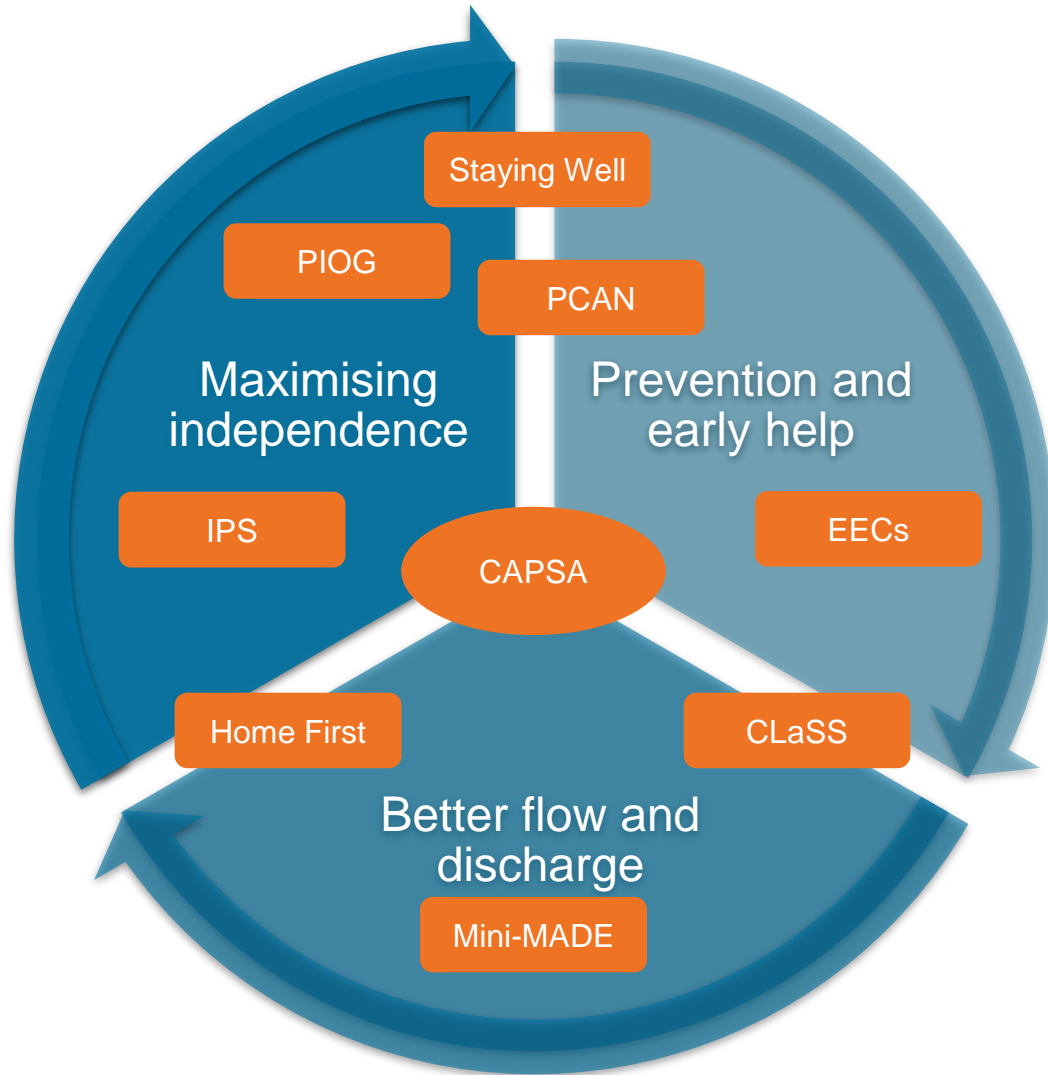 Staying Well
PIOG
PCAN
Maximising
independence
Prevention and
early help
IPS
EECs
CAPSA
Home First
CLaSS
Better flow and
discharge
Mini-MADE